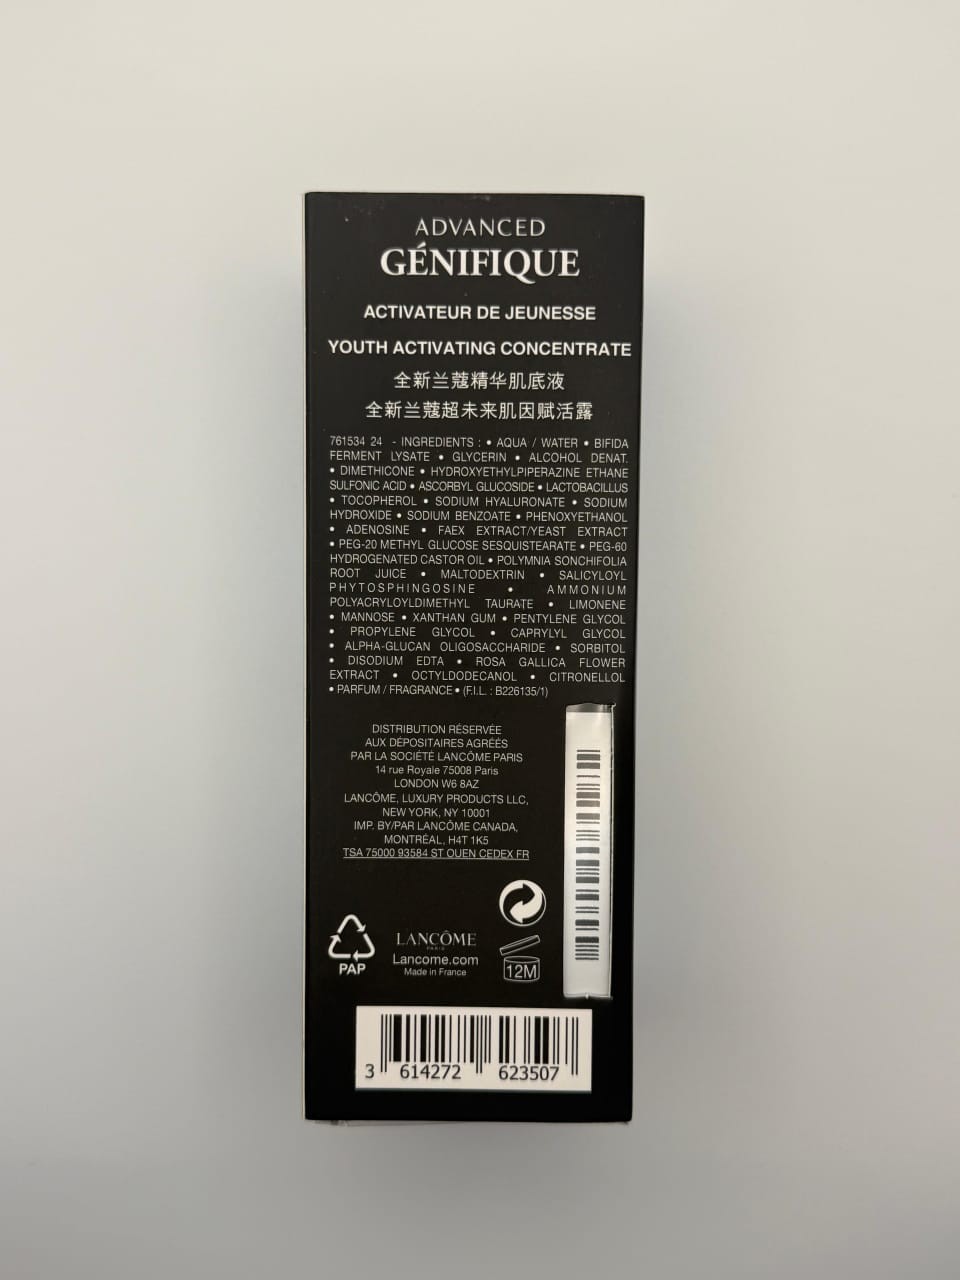 ADVANCED
GÉNIFIQUE
ACTIVATEUR DE JEUNESSE
YOUTH ACTIVATING CONCENTRATE
全新兰蔻精华肌底液
全新兰蔻超未来肌因赋活露
761534 24 - INGREDIENTS : • AQUA / WATER • BIFIDA
FERMENT LYSATE • GLYCERIN • ALCOHOL DENAT.
• DIMETHICONE • HYDROXYETHYLPIPERAZINE ETHANE
SULFONIC ACID • ASCORBYL GLUCOSIDE • LACTOBACILLUS
• TOCOPHEROL • SODIUM HYALURONATE • SODIUM
HYDROXIDE • SODIUM BENZOATE • PHENOXYETHANOL
• ADENOSINE • FAEX EXTRACT/YEAST EXTRACT
• PEG-20 METHYL GLUCOSE SESQUISTEARATE • PEG-60
HYDROGENATED CASTOR OIL • POLYMNIA SONCHIFOLIA
ROOT JUICE • MALTODEXTRIN • SALICYLOYL
PHYTOSPHINGOSINE • AMMONIUM
POLYACRYLOYLDIMETHYL TAURATE • LIMONENE
• MANNOSE • XANTHAN GUM • PENTYLENE GLYCOL
• PROPYLENE GLYCOL • CAPRYLYL GLYCOL
• ALPHA-GLUCAN OLIGOSACCHARIDE • SORBITOL
• DISODIUM EDTA • ROSA GALLICA FLOWER
EXTRACT • OCTYLDODECANOL • CITRONELLOL
• PARFUM / FRAGRANCE • (F.I.L. : B226135/1)
DISTRIBUTION RÉSERVÉE
AUX DÉPOSITAIRES AGRÉÉS
PAR LA SOCIÉTÉ LANCÔME PARIS
14 rue Royale 75008 Paris
LONDON W6 8AZ
LANCÔME, LUXURY PRODUCTS LLC,
NEW YORK, NY 10001
IMP. BY/PAR LANCÔME CANADA,
MONTRÉAL, H4T 1K5
TSA 75000 93584 ST OUEN CEDEX FR
PAP
LANCÔME
PARIS
Lancome.com
Made in France
12M
3 614272 623507